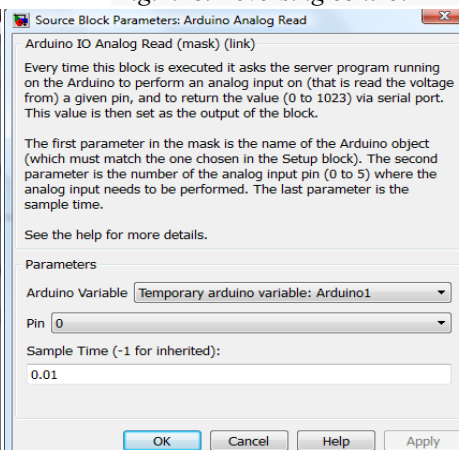 Source Block Parameters: Arduino Analog Read
Arduino IO Analog Read (mask) (link)
Every time this block is executed it asks the server program running
on the Arduino to perform an analog input on (that is read the voltage
from) a given pin, and to return the value (0 to 1023) via serial port.
This value is then set as the output of the block.
The first parameter in the mask is the name of the Arduino object
(which must match the one chosen in the Setup block). The second
parameter is the number of the analog input pin (0 to 5) where the
analog input needs to be performed. The last parameter is the
sample time.
See the help for more details.
Parameters
Arduino Variable Temporary arduino variable: Arduino1
Pin 0
Sample Time (-1 for inherited):
0.01
OK Cancel Help Apply